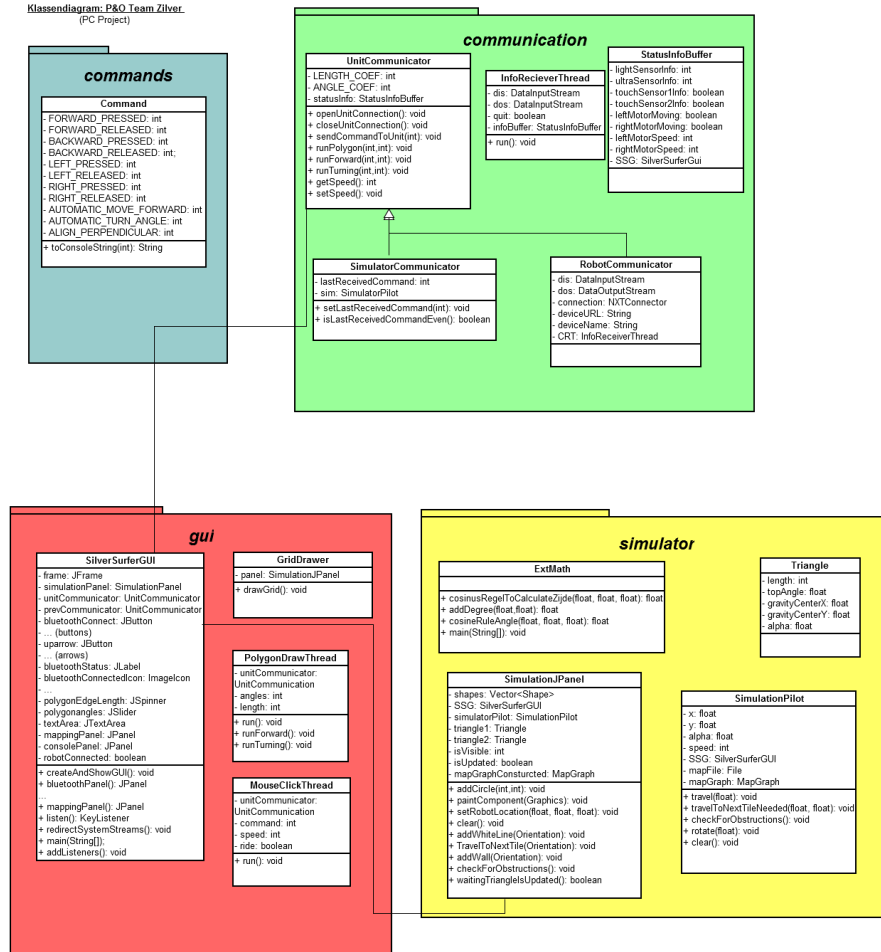 Klassendiagram: P&O Team Zilver
(PC Project)
commands
Command
- FORWARD_PRESSED: int
- FORWARD_RELEASED: int
- BACKWARD_PRESSED: int
- BACKWARD_RELEASED: int;
- LEFT_PRESSED: int
- LEFT_RELEASED: int
- RIGHT_PRESSED: int
- RIGHT_RELEASED: int
- AUTOMATIC_MOVE_FORWARD: int
- AUTOMATIC_TURN_ANGLE: int
- ALIGN_PERPENDICULAR: int
+ toConsoleString(int): String
communication
UnitCommunicator
- LENGTH_COEF: int
- ANGLE_COEF: int
- statusInfo: StatusInfoBuffer
+ openUnitConnection(): void
+ closeUnitConnection(): void
+ sendCommandToUnit(int): void
+ runPolygon(int,int): void
+ runForward(int,int): void
+ runTurning(int,int): void
+ getSpeed(): int
+ setSpeed(): void
InfoRecieverThread
- dis: DataInputStream
- dos: DataInputStream
- quit: boolean
- infoBuffer: StatusInfoBuffer
+ run(): void
StatusInfoBuffer
- lightSensorInfo: int
- ultraSensorInfo: int
- touchSensor1Info: boolean
- touchSensor2Info: boolean
- leftMotorMoving: boolean
- rightMotorMoving: boolean
- leftMotorSpeed: int
- rightMotorSpeed: int
- SSG: SilverSurferGui
SimulatorCommunicator
- lastReceivedCommand: int
- sim: SimulatorPilot
+ setLastReceivedCommand(int): void
+ isLastReceivedCommandEven(): boolean
RobotCommunicator
- dis: DataInputStream
- dos: DataOutputStream
- connection: NXTConnector
- deviceURL: String
- deviceName: String
- CRT: InfoReceiverThread
gui
SilverSurferGUI
- frame: JFrame
- simulationPanel: SimulationPanel
- unitCommunicator: UnitCommunicator
- prevCommunicator: UnitCommunicator
- bluetoothConnect: JButton
- ... (buttons)
- uparrow: JButton
- ... (arrows)
- bluetoothStatus: JLabel
- bluetoothConnectedIcon: ImageIcon
- ...
- polygonEdgeLength: JSpinner
- polygonangles: JSlider
- textArea: JTextArea
- mappingPanel: JPanel
- consolePanel: JPanel
- robotConnected: boolean
+ createAndShowGUI(): void
+ bluetoothPanel(): JPanel
...
+ mappingPanel(): JPanel
+ listen(): KeyListener
+ redirectSystemStreams(): void
+ main(String[]);
+ addListeners(): void
GridDrawer
- panel: SimulationJPanel
+ drawGrid(): void
PolygonDrawThread
- unitCommunicator:
UnitCommunication
- angles: int
- length: int
+ run(): void
+ runForward(): void
+ runTuming(): void
MouseClickThread
- unitCommunicator:
UnitCommunication
- command: int
- speed: int
- ride: boolean
+ run(): void
simulator
ExtMath
+ cosinusRegelToCalculateZijde(float, float, float): float
+ addDegree(float,float): float
+ cosineRuleAngle(float, float, float): float
+ main(String[]): void
Triangle
- length: int
- topAngle: float
- gravityCenterX: float
- gravityCenterY: float
- alpha: float
SimulationJPanel
- shapes: Vector<Shape>
- SSG: SilverSurferGUI
- simulatorPilot: SimulationPilot
- triangle1: Triangle
- triangle2: Triangle
- isVisible: int
- isUpdated: boolean
- mapGraphConsturcted: MapGraph
+ addCircle(int,int): void
+ paintComponent(Graphics): void
+ setRobotLocation(float, float, float): void
+ clear(): void
+ addWhiteLine(Orientation): void
+ TravelToNextTile(Orientation): void
+ addWall(Orientation): void
+ checkForObstructions(): void
+ waitingTriangleIsUpdated(): boolean
SimulationPilot
- x: float
- y: float
- alpha: float
- speed: int
- SSG: SilverSurferGUI
- mapFile: File
- mapGraph: MapGraph
+ travel(float): void
+ travelToNextTileNeeded(float, float): void
+ checkForObstructions(): void
+ rotate(float): void
+ clear(): void